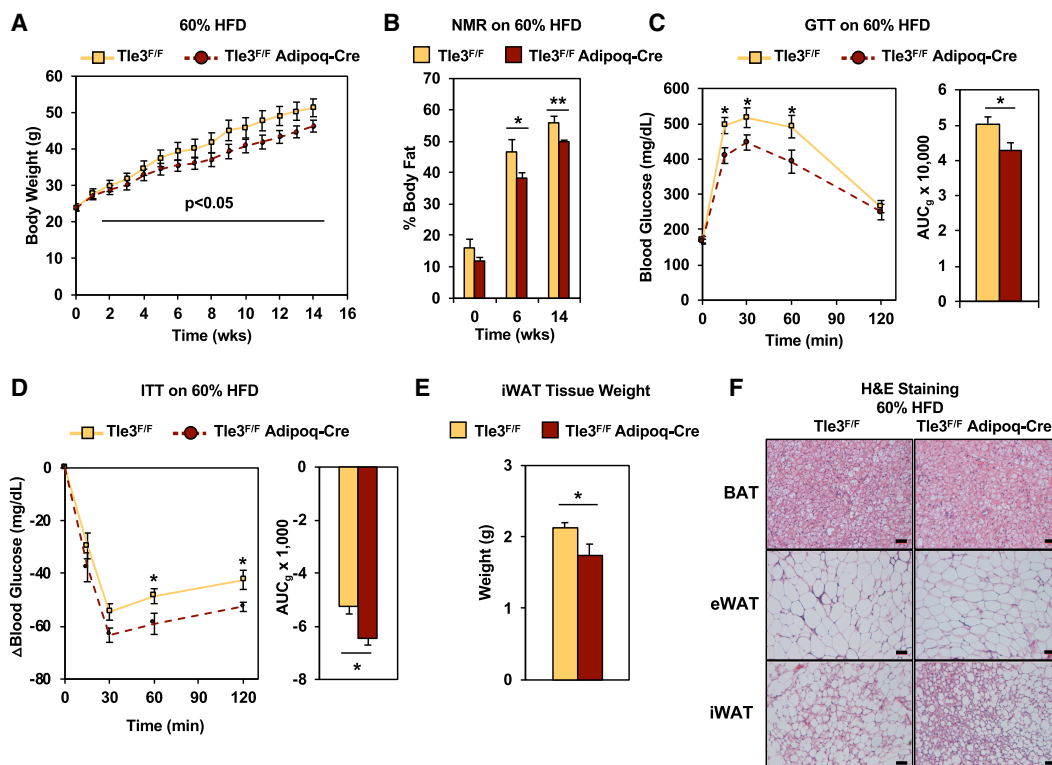 A
60% HFD
Tle3F/F Tle3F/F Adipoq-Cre
Body Weight (g)
60
50
40
30
20
10
0
p<0.05
0 2 4 6 8 10 12 14 16
Time (wks)
B
NMR on 60% HFD
Tle3F/F Tle3F/F Adipoq-Cre
% Body Fat
70
60
50
40
30
20
10
0
*
**
0 6 14
Time (wks)
C
GTT on 60% HFD
Tle3F/F Tle3F/F Adipoq-Cre
Blood Glucose (mg/dL)
600
500
400
300
200
100
0
* * *
0 30 60 90 120
Time (min)
AUCg x 10,000
6
5
4
3
2
1
0
*
D
ITT on 60% HFD
Tle3F/F Tle3F/F Adipoq-Cre
ΔBlood Glucose (mg/dL)
0
-20
-40
-60
-80
* *
0 30 60 90 120
Time (min)
AUCg x 1,000
0
-2
-4
-6
-8
*
E
iWAT Tissue Weight
Tle3F/F Tle3F/F Adipoq-Cre
Weight (g)
3
2
1
0
*
F
H&E Staining
60% HFD
Tle3F/F Tle3F/F Adipoq-Cre
BAT
eWAT
iWAT